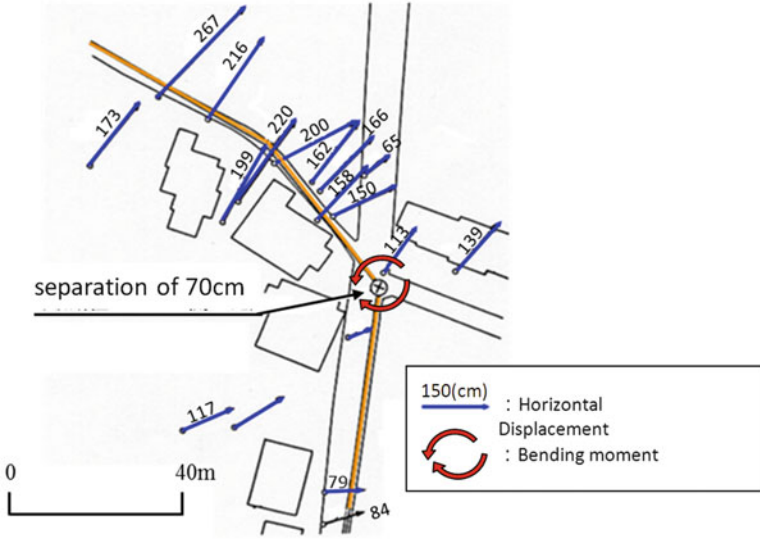 267
216
173
220
200
166
162
65
199
158
150
113
139
separation of 70cm
150(cm)
: Horizontal
Displacement
: Bending moment
117
0
40m
79
84